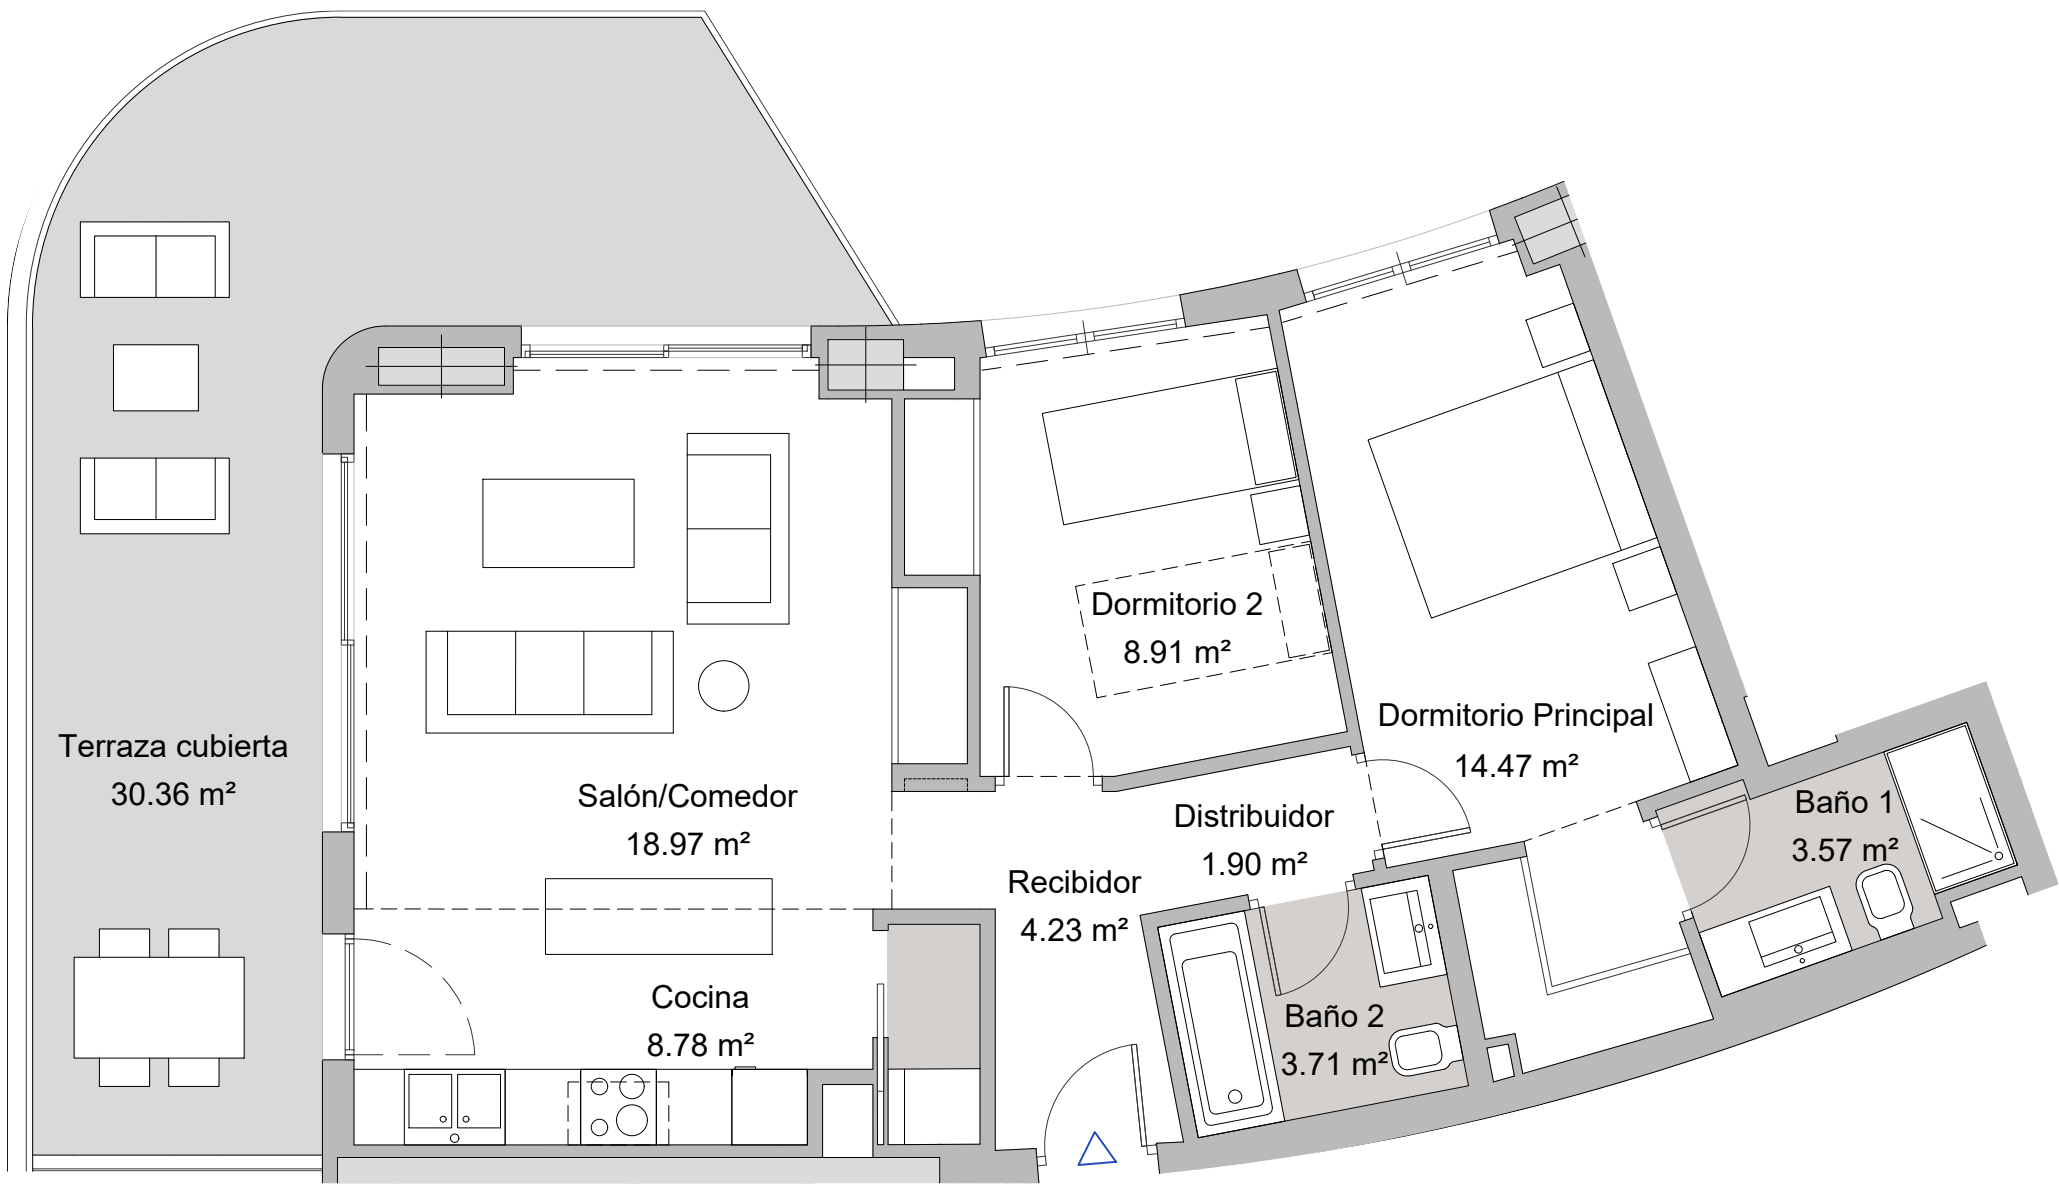 Dormitorio 2
8.91 m²
Dormitorio Principal
14.47 m²
Terraza cubierta
30.36 m²
Salón/Comedor
18.97 m²
Distribuidor
1.90 m²
Baño 1
3.57 m²
Recibidor
4.23 m²
Cocina
8.78 m²
Baño 2
3.71 m²